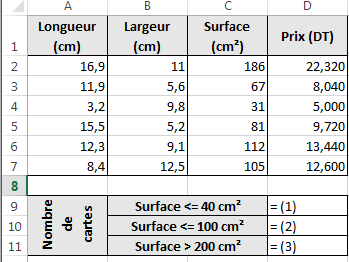 A B C D
1 Longueur (cm) Largeur (cm) Surface (cm²) Prix (DT)
2 16,9 11 186 22,320
3 11,9 5,6 67 8,040
4 3,2 9,8 31 5,000
5 15,5 5,2 81 9,720
6 12,3 9,1 112 13,440
7 8,4 12,5 105 12,600
8
9 Nombre de cartes Surface <= 40 cm² = (1)
10 Surface <= 100 cm² = (2)
11 Surface > 200 cm² = (3)